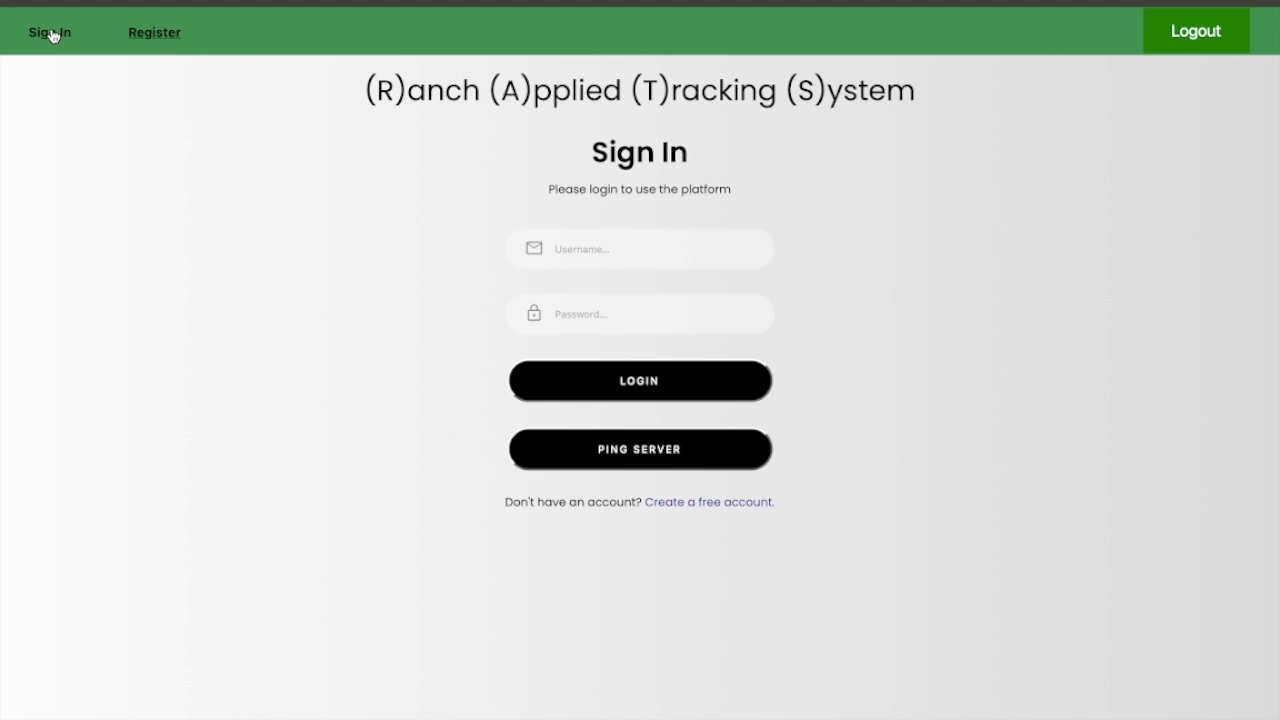 Sign In
Register
Logout
(R)anch (A)pplied (T)racking (S)ystem
Sign In
Please login to use the platform
Username...
Password...
LOGIN
PING SERVER
Don't have an account? Create a free account.